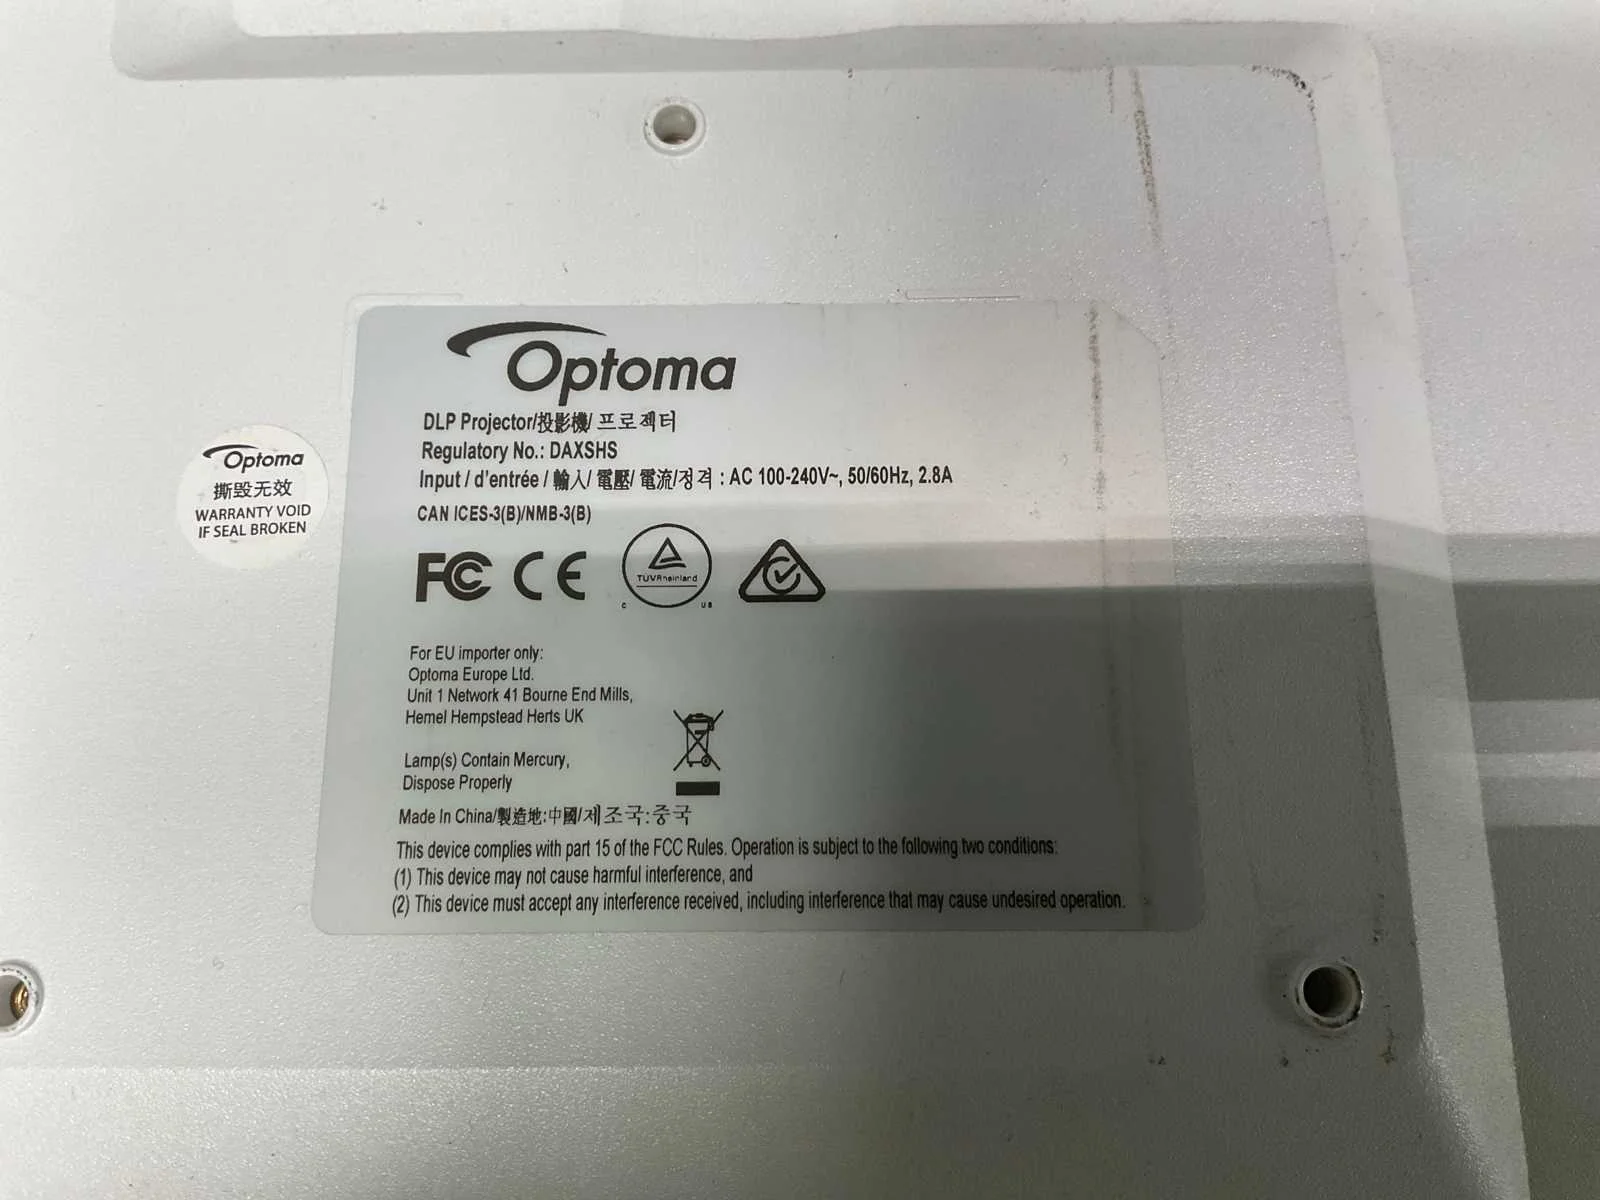 Optoma
DLP Projector/投影機/ 프로젝터
Regulatory No.: DAXSHS
Input / d'entrée / 輸入/ 電壓/ 電流/정격 : AC 100-240V~, 50/60Hz, 2.8A
CAN ICES-3(B)/NMB-3(B)
FC CE
TUVRheinland
C US
For EU importer only:
Optoma Europe Ltd.
Unit 1 Network 41 Bourne End Mills,
Hemel Hempstead Herts UK
Lamp(s) Contain Mercury,
Dispose Properly
Made In China/製造地:中國/제조국:중국
This device complies with part 15 of the FCC Rules. Operation is subject to the following two conditions:
(1) This device may not cause harmful interference, and
(2) This device must accept any interference received, including interference that may cause undesired operation.
Optoma
撕毁无效
WARRANTY VOID
IF SEAL BROKEN